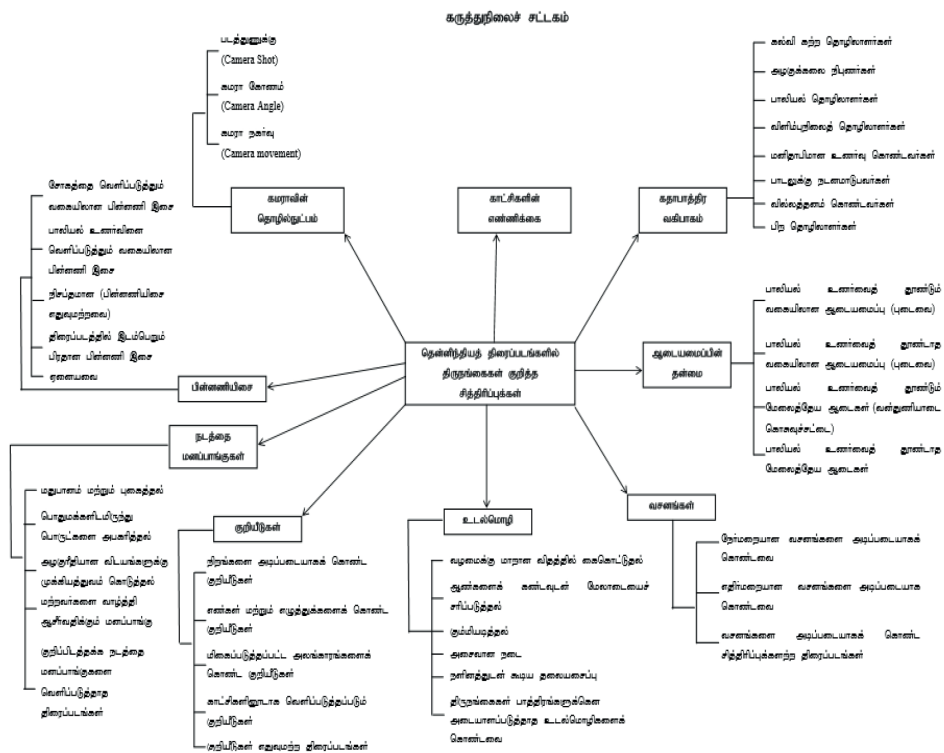 கருத்துநிலைச் சட்டகம்
படத்துணுக்கு
(Camera Shot)
கமரா கோணம்
(Camera Angle)
கமரா நகர்வு
(Camera movement)
கமராவின்
தொழில்நுட்பம்
காட்சிகளின்
எண்ணிக்கை
கதாபாத்திர
வகிபாகம்
கல்வி கற்ற தொழிலாளர்கள்
அழகுக்கலை நிபுணர்கள்
பாலியல் தொழிலாளர்கள்
விளிம்புநிலைத் தொழிலாளர்கள்
மனிதாபிமான உணர்வு கொண்டவர்கள்
பாடலுக்கு நடனமாடுபவர்கள்
வில்லத்தனம் கொண்டவர்கள்
பிற தொழிலாளர்கள்
சோகத்தை வெளிப்படுத்தும்
வகையிலான பின்னணி இசை
பாலியல் உணர்வினை
வெளிப்படுத்தும் வகையிலான
பின்னணி இசை
நிசப்தமான (பின்னணியிசை
எதுவுமற்றவை)
திரைப்படத்தில் இடம்பெறும்
பிரதான பின்னணி இசை
ஏனையவை
பின்னணியிசை
தென்னிந்தியத் திரைப்படங்களில்
திருநங்கைகள் குறித்த
சித்திரிப்புக்கள்
ஆடையமைப்பின்
தன்மை
பாலியல் உணர்வைத் தூண்டும்
வகையிலான ஆடையமைப்பு (புடைவை)
பாலியல் உணர்வைத் தூண்டாத
வகையிலான ஆடையமைப்பு (புடைவை)
பாலியல் உணர்வைத் தூண்டும்
மேலைத்தேய ஆடைகள் (வன்துணியாடை
கொசுவுச்சட்டை)
பாலியல் உணர்வைத் தூண்டாத
மேலைத்தேய ஆடைகள்
நடத்தை
மனப்பாங்குகள்
மதுபானம் மற்றும் புகைத்தல்
பொதுமக்களிடமிருந்து
பொருட்களை அபகரித்தல்
அழகுரீதியான விடயங்களுக்கு
முக்கியத்துவம் கொடுத்தல்
மற்றவர்களை வாழ்த்தி
ஆசீர்வதிக்கும் மனப்பாங்கு
குறிப்பிடத்தக்க நடத்தை
மனப்பாங்குகளை
வெளிப்படுத்தாத
திரைப்படங்கள்
குறியீடுகள்
நிறங்களை அடிப்படையாகக் கொண்ட
குறியீடுகள்
எண்கள் மற்றும் எழுத்துக்களைக் கொண்ட
குறியீடுகள்
மிகைப்படுத்தப்பட்ட அலங்காரங்களைக்
கொண்ட குறியீடுகள்
காட்சிகளினூடாக வெளிப்படுத்தப்படும்
குறியீடுகள்
குறியீடுகள் எதுவுமற்ற திரைப்படங்கள்
உடல்மொழி
வழமைக்கு மாறான விதத்தில் கைகொட்டுதல்
ஆண்களைக் கண்டவுடன் மேலாடையைச்
சரிப்படுத்தல்
கும்மியடித்தல்
அசைவான நடை
நளினத்துடன் கூடிய தலையசைப்பு
திருநங்கைகள் பாத்திரங்களுக்கென
அடையாளப்படுத்தாத உடல்மொழிகளைக்
கொண்டவை
வசனங்கள்
நேர்மறையான வசனங்களை அடிப்படையாகக்
கொண்டவை
எதிர்மறையான வசனங்களை அடிப்படையாக
கொண்டவை
வசனங்களை அடிப்படையாகக் கொண்ட
சித்திரிப்புக்களற்ற திரைப்படங்கள்